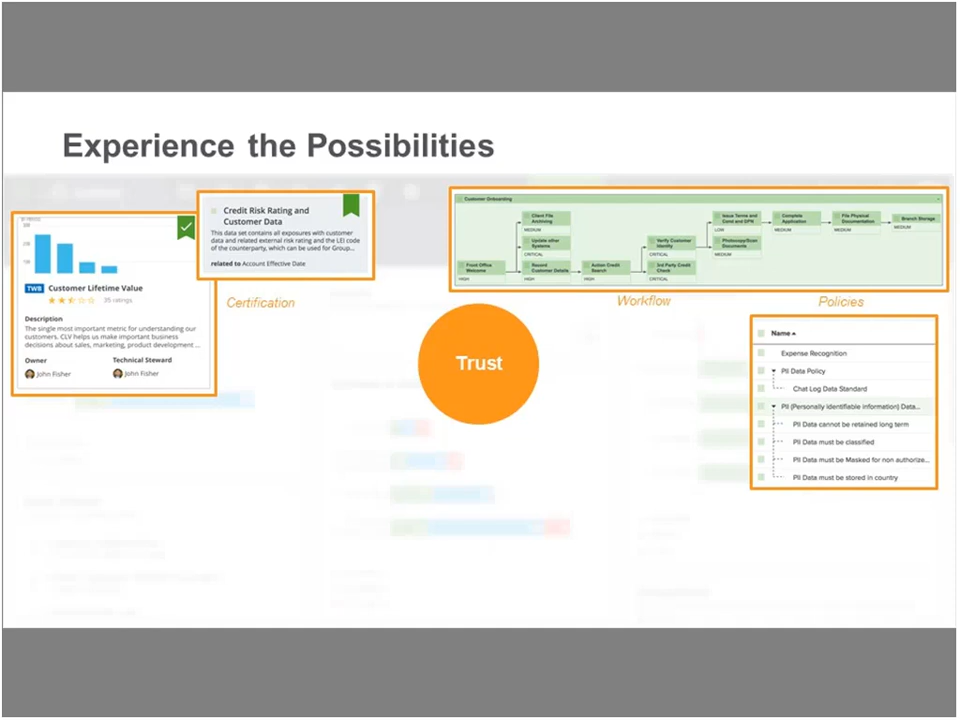 Experience the Possibilities
TWB Customer Lifetime Value
35 ratings
Description
The single most important metric for understanding our
customers. CLV helps us make important business
decisions about sales, marketing, product development ...
Owner
Technical Steward
John Fisher
John Fisher
Credit Risk Rating and
Customer Data
This data set contains all exposures with customer
data and related external risk rating and the LEI code
of the counterparty, which can be used for Group...
related to Account Effective Date
Certification
Customer Onboarding
Front Office
Welcome
HIGH
Client File
Archiving
MEDIUM
Update other
Systems
CRITICAL
Record
Customer Details
HIGH
Action Credit
Search
HIGH
Verify Customer
Identity
CRITICAL
3rd Party Credit
Check
CRITICAL
Issue Terms and
Cond and DPN
LOW
Photocopy/Scan
Documents
MEDIUM
Complete
Application
MEDIUM
File Physical
Documentation
MEDIUM
Branch Storage
MEDIUM
Workflow
Policies
Trust
Name
Expense Recognition
PII Data Policy
Chat Log Data Standard
PII (Personally Identifiable Information) Data...
PII Data cannot be retained long term
PII Data must be classified
PII Data must be Masked for non authorize...
PII Data must be stored in country